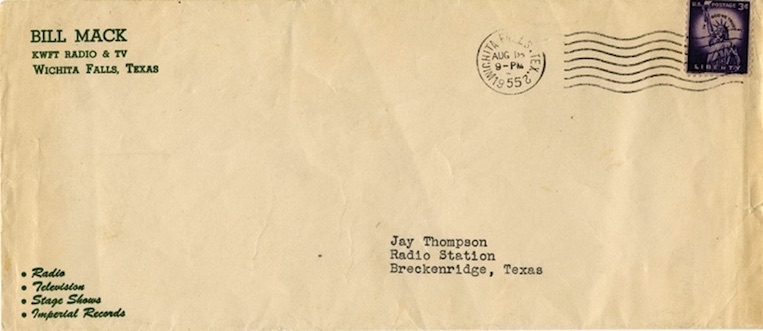 BILL MACK
KWFT RADIO & TV
WICHITA FALLS, TEXAS
WICHITA FALLS, TEX. 2
AUG
9-PM
1955
U.S. POSTAGE 3¢
LIBERTY
Jay Thompson
Radio Station
Breckenridge, Texas
• Radio
• Television
• Stage Shows
• Imperial Records